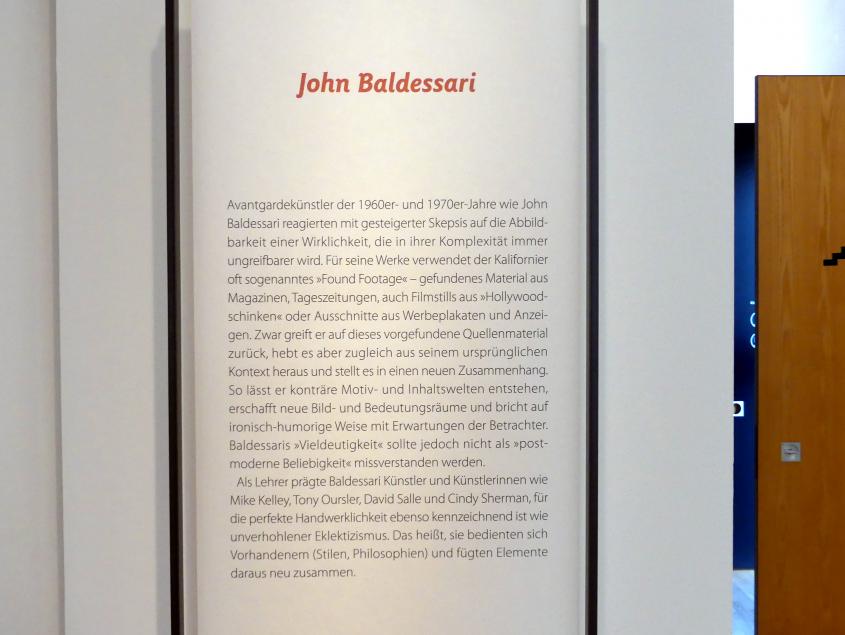 John Baldessari
Avantgardekünstler der 1960er- und 1970er-Jahre wie John
Baldessari reagierten mit gesteigerter Skepsis auf die Abbild-
barkeit einer Wirklichkeit, die in ihrer Komplexität immer
ungreifbarer wird. Für seine Werke verwendet der Kalifornier
oft sogenanntes »Found Footage« – gefundenes Material aus
Magazinen, Tageszeitungen, auch Filmstills aus »Hollywood-
schinken« oder Ausschnitte aus Werbeplakaten und Anzei-
gen. Zwar greift er auf dieses vorgefundene Quellenmaterial
zurück, hebt es aber zugleich aus seinem ursprünglichen
Kontext heraus und stellt es in einen neuen Zusammenhang.
So lässt er konträre Motiv- und Inhaltswelten entstehen,
erschafft neue Bild- und Bedeutungsräume und bricht auf
ironisch-humorige Weise mit Erwartungen der Betrachter.
Baldessaris »Vieldeutigkeit« sollte jedoch nicht als »post-
moderne Beliebigkeit« missverstanden werden.
Als Lehrer prägte Baldessari Künstler und Künstlerinnen wie
Mike Kelley, Tony Oursler, David Salle und Cindy Sherman, für
die perfekte Handwerklichkeit ebenso kennzeichnend ist wie
unverhohlener Eklektizismus. Das heißt, sie bedienten sich
Vorhandenem (Stilen, Philosophien) und fügten Elemente
daraus neu zusammen.